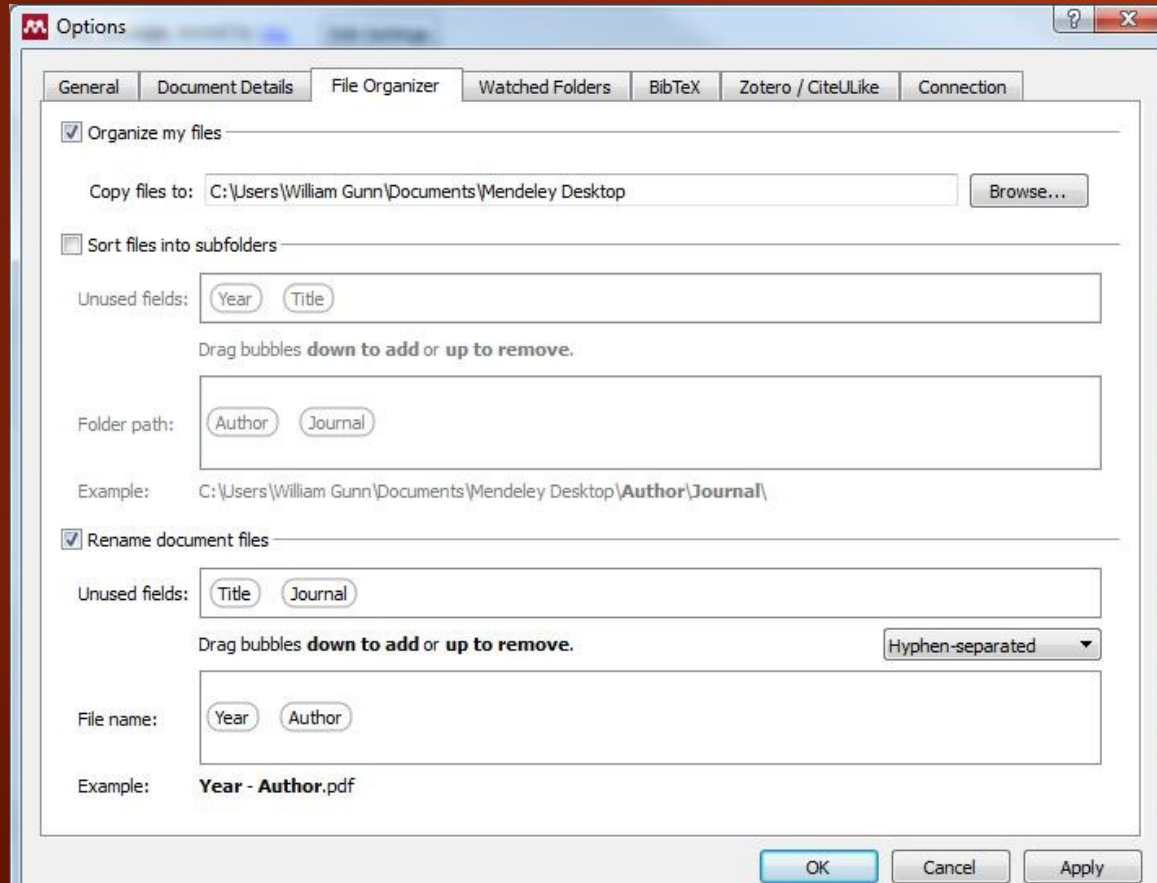 Options
General Document Details File Organizer Watched Folders BibTeX Zotero / CiteULike Connection
Organize my files
Copy files to: C:\Users\William Gunn\Documents\Mendeley Desktop Browse...
Sort files into subfolders
Unused fields: Year Title
Drag bubbles down to add or up to remove.
Folder path: Author Journal
Example: C:\Users\William Gunn\Documents\Mendeley Desktop\Author\Journal\
Rename document files
Unused fields: Title Journal
Drag bubbles down to add or up to remove. Hyphen-separated
File name: Year Author
Example: Year - Author.pdf
OK Cancel Apply